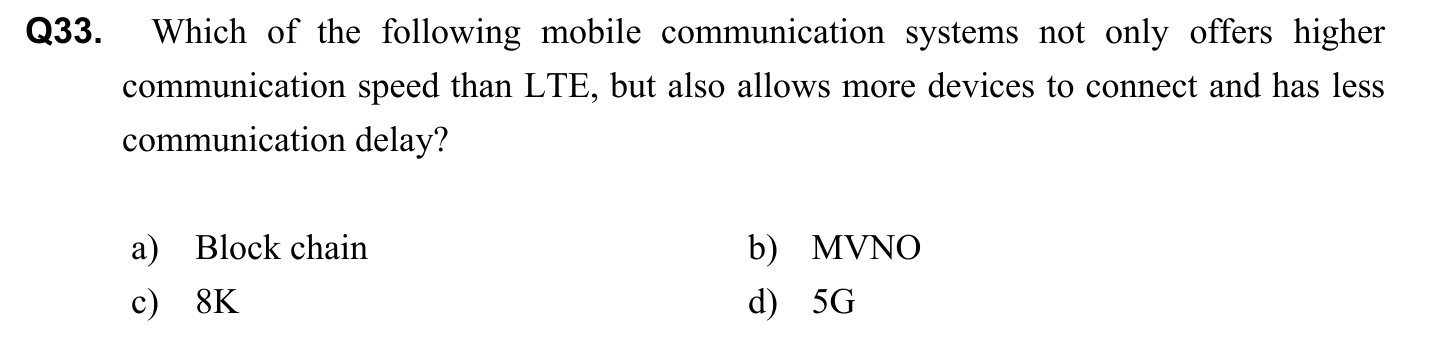 Q33. Which of the following mobile communication systems not only offers higher
communication speed than LTE, but also allows more devices to connect and has less
communication delay?
a) Block chain b) MVNO
c) 8K d) 5G